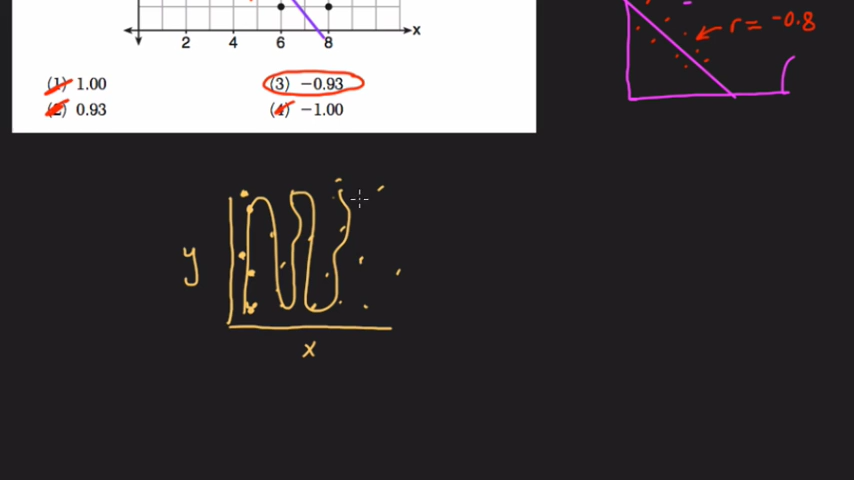 x
2 4 6 8
(1) 1.00
(2) 0.93
(3) −0.93
(4) −1.00
r = -0.8
y
x